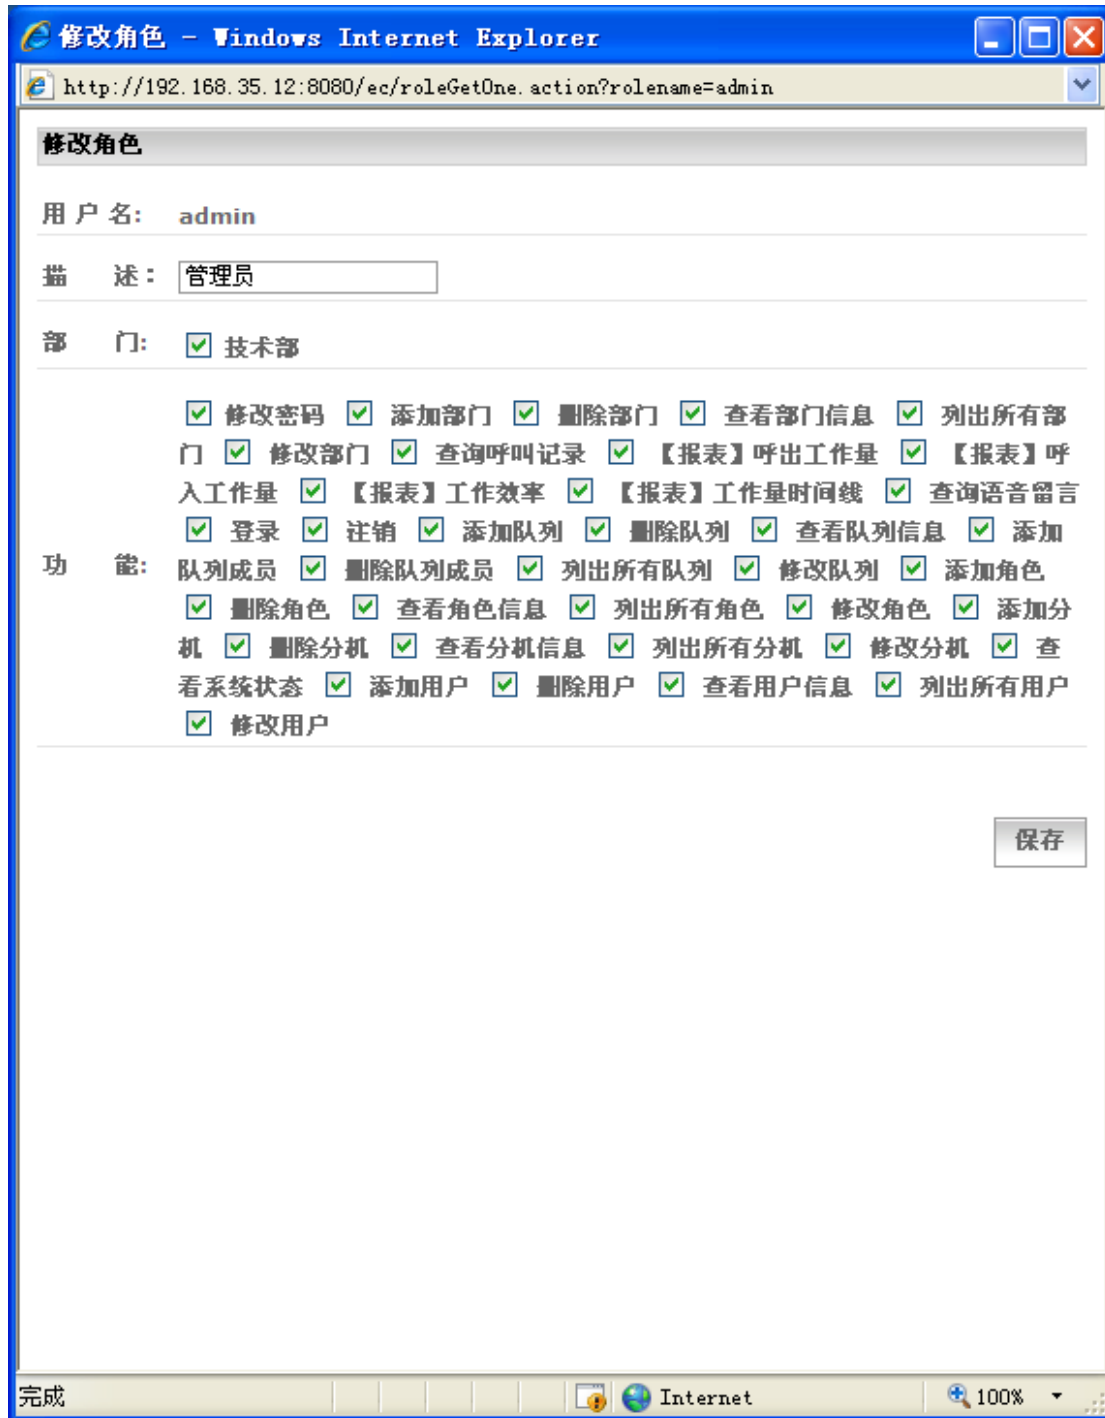 修改角色 - Windows Internet Explorer
http://192.168.35.12:8080/ec/roleGetOne.action?rolename=admin
修改角色
用 户 名: admin
描 述： 管理员
部 门: 技术部
修改密码 添加部门 删除部门 查看部门信息 列出所有部
门 修改部门 查询呼叫记录 【报表】呼出工作量 【报表】呼
入工作量 【报表】工作效率 【报表】工作量时间线 查询语音留言
登录 注销 添加队列 删除队列 查看队列信息 添加
功 能: 队列成员 删除队列成员 列出所有队列 修改队列 添加角色
删除角色 查看角色信息 列出所有角色 修改角色 添加分
机 删除分机 查看分机信息 列出所有分机 修改分机 查
看系统状态 添加用户 删除用户 查看用户信息 列出所有用户
修改用户
保存
完成 Internet 100%